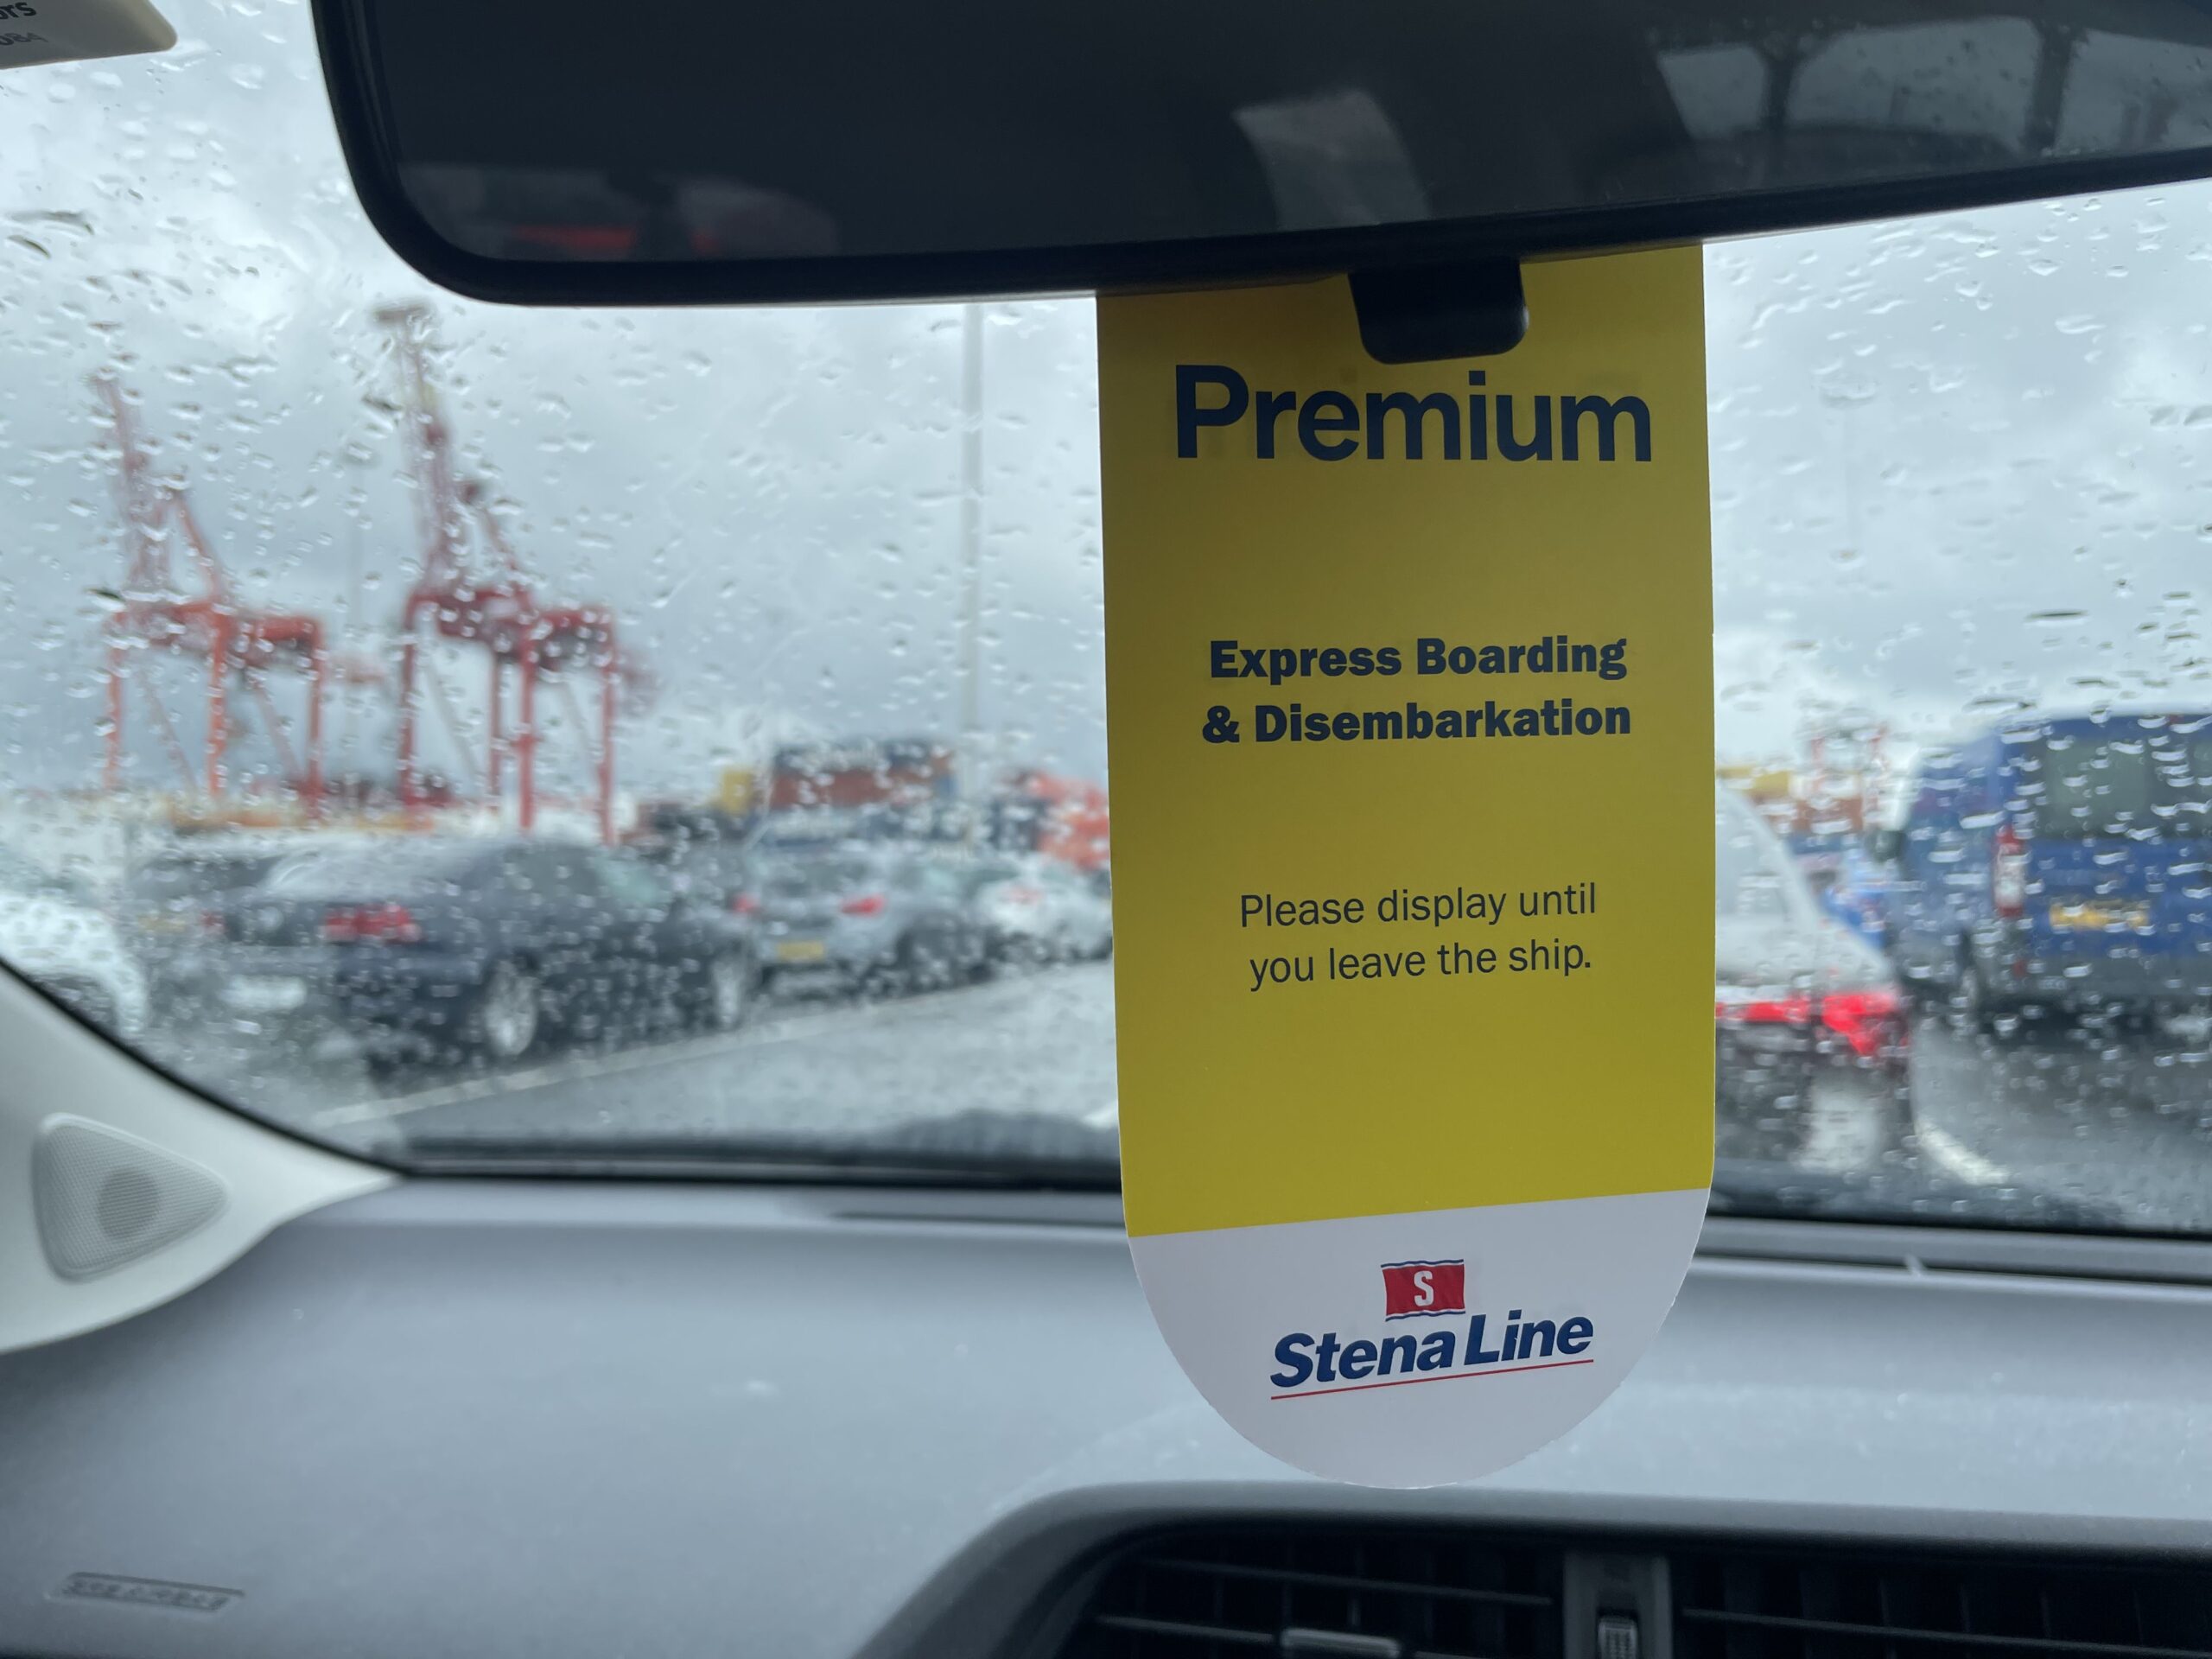 Premium
Express Boarding
& Disembarkation
Please display until
you leave the ship.
S
Stena Line